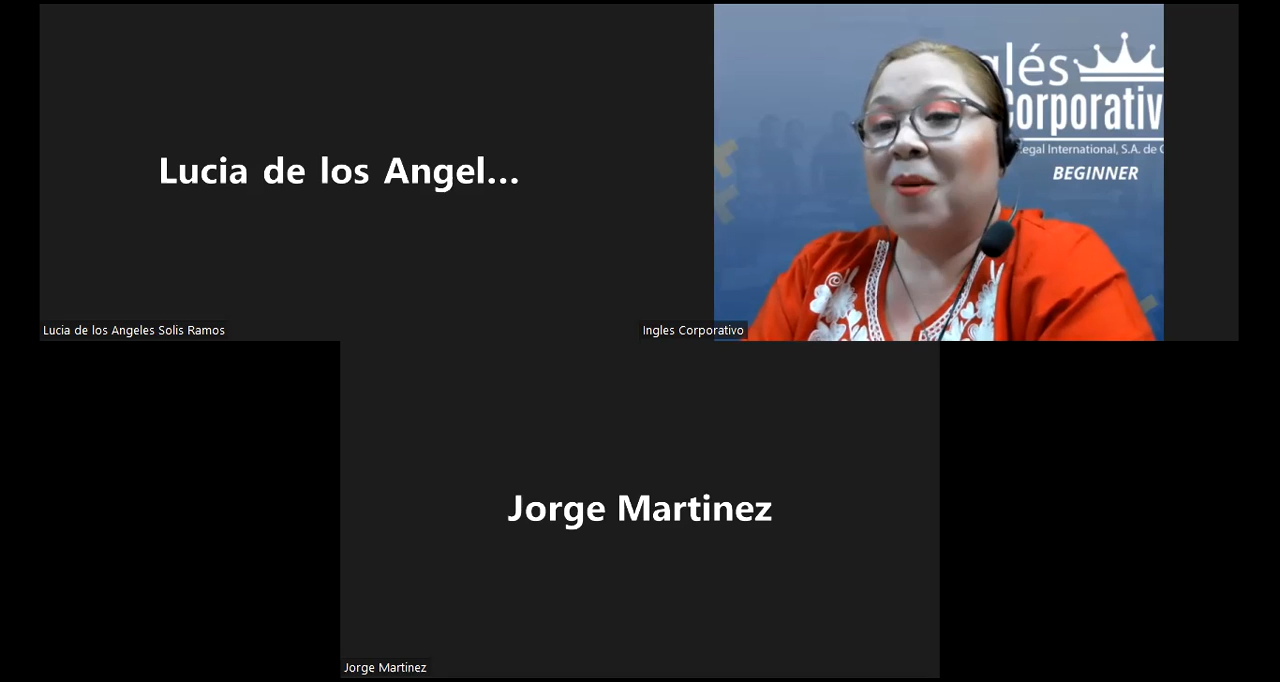 Lucia de los Angel...
Lucia de los Angeles Solis Ramos
glés
Corporativ
egal International, S.A. de C
BEGINNER
Ingles Corporativo
Jorge Martinez
Jorge Martinez